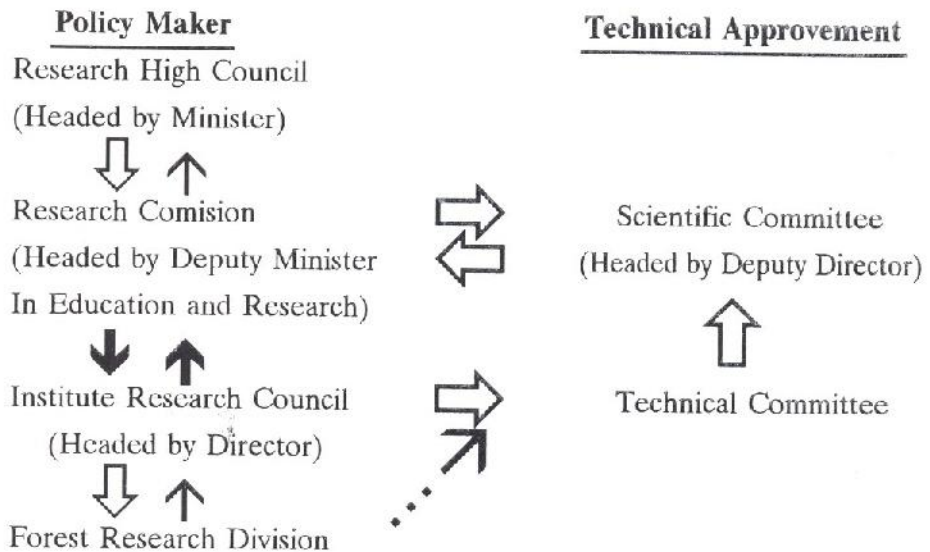 Policy Maker
Technical Approvement
Research High Council
(Headed by Minister)
Research Comision
(Headed by Deputy Minister
In Education and Research)
Scientific Committee
(Headed by Deputy Director)
Institute Research Council
(Headed by Director)
Technical Committee
Forest Research Division